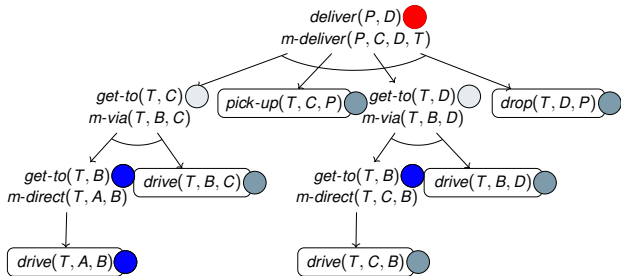 deliver(P, D)
m-deliver(P, C, D, T)
get-to(T, C)
m-via(T, B, C)
pick-up(T, C, P)
get-to(T, D)
m-via(T, B, D)
drop(T, D, P)
get-to(T, B)
m-direct(T, A, B)
drive(T, B, C)
get-to(T, B)
m-direct(T, C, B)
drive(T, B, D)
drive(T, A, B)
drive(T, C, B)